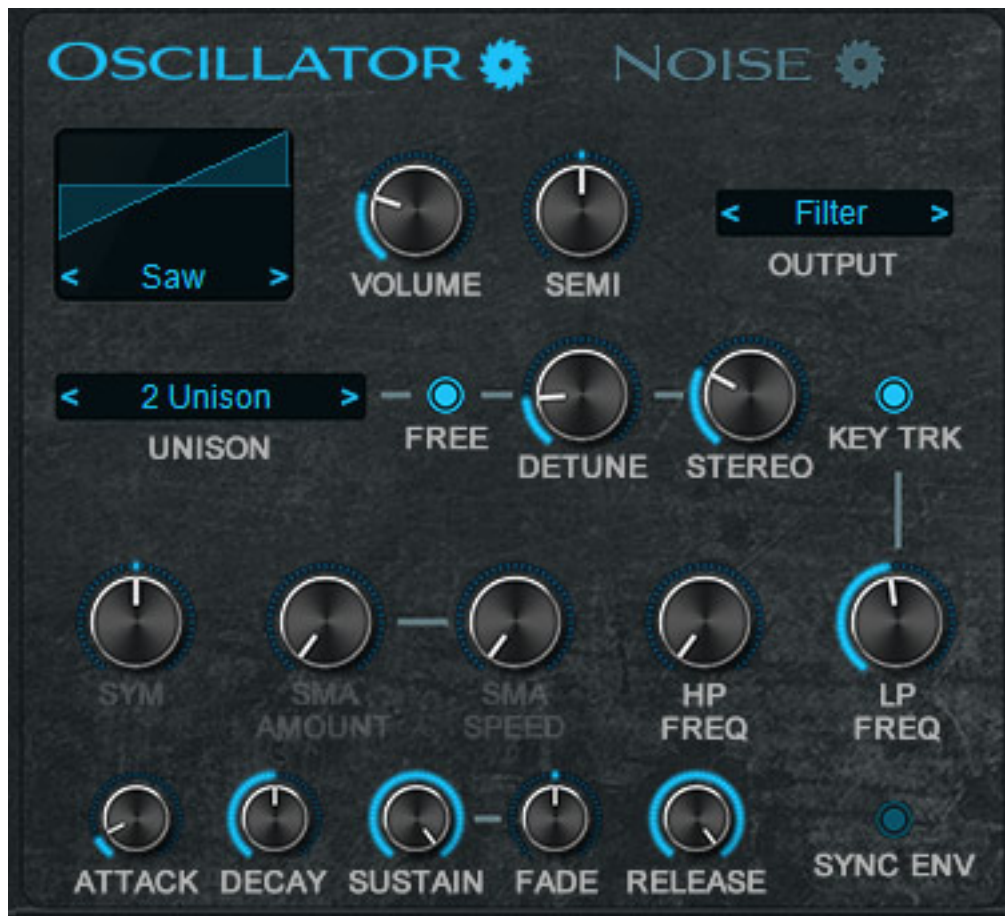 OSCILLATOR NOISE
< Saw >
VOLUME
SEMI
< Filter >
OUTPUT
< 2 Unison >
UNISON
FREE
DETUNE
STEREO
KEY TRK
SYM
SMA
AMOUNT
SMA
SPEED
HP
FREQ
LP
FREQ
ATTACK
DECAY
SUSTAIN
FADE
RELEASE
SYNC ENV